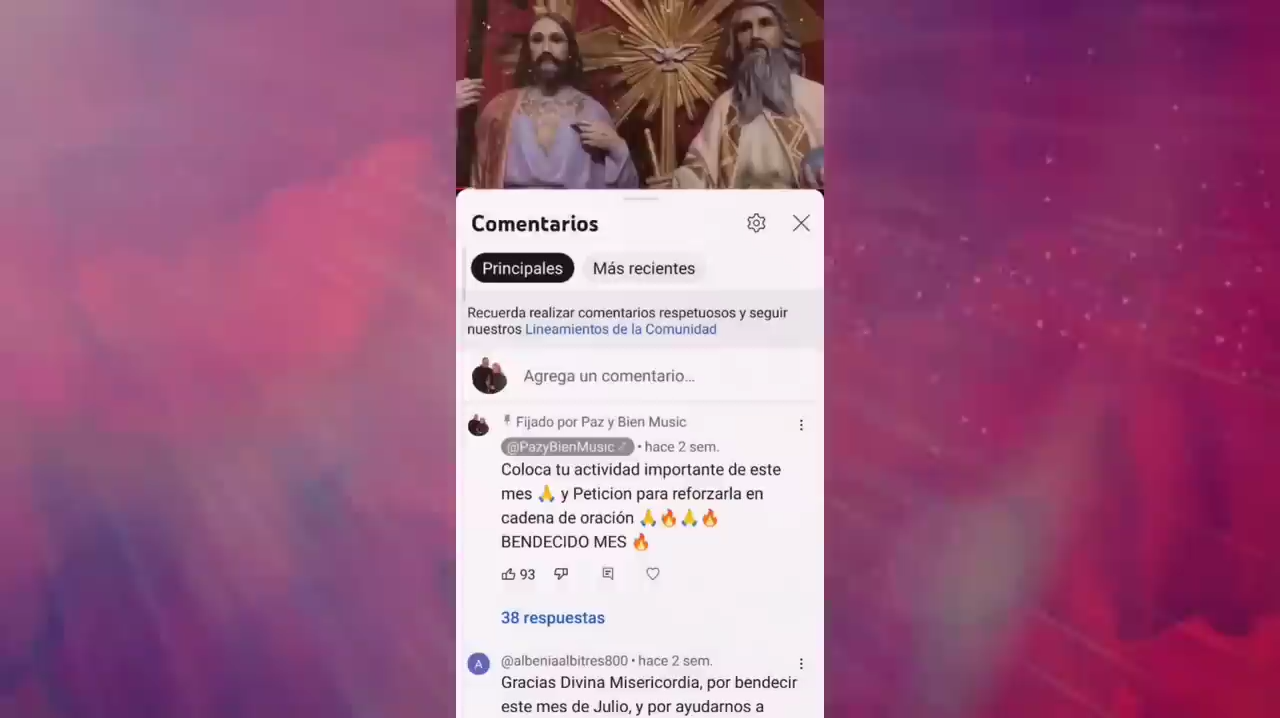 Comentarios
Principales
Más recientes
Recuerda realizar comentarios respetuosos y seguir
nuestros Lineamientos de la Comunidad
Agrega un comentario...
Fijado por Paz y Bien Music
@PazyBienMusic • hace 2 sem.
Coloca tu actividad importante de este
mes 🙏 y Peticion para reforzarla en
cadena de oración 🙏🔥🙏🔥
BENDECIDO MES 🔥
93
38 respuestas
A
@albeniaalbitres800 • hace 2 sem.
Gracias Divina Misericordia, por bendecir
este mes de Julio, y por ayudarnos a